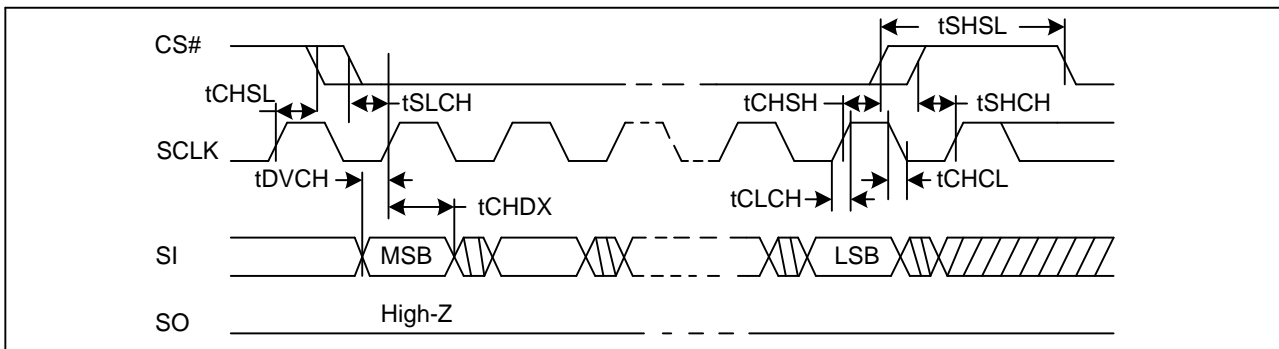 CS#
tSHSL
tCHSL
tSLCH
tCHSH
tSHCH
SCLK
tDVCH
tCHDX
tCLCH
tCHCL
SI
MSB
LSB
SO
High-Z